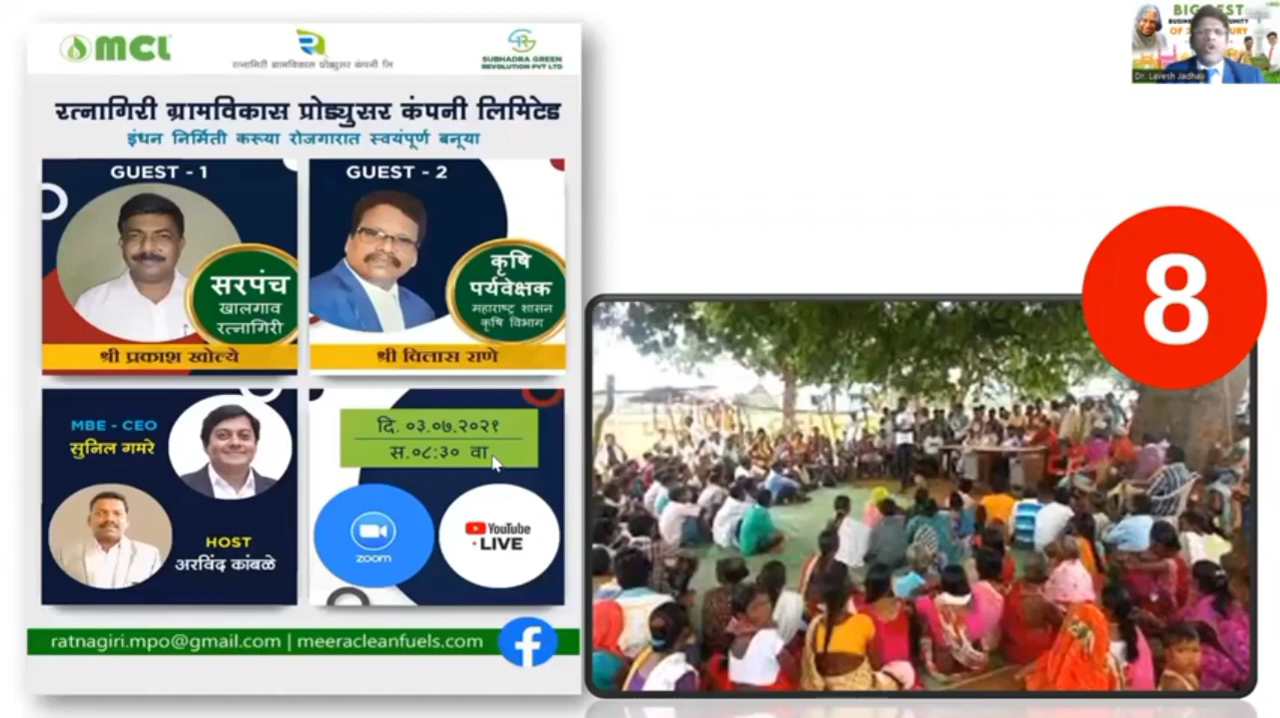 MCL
रत्नागिरी ग्रामविकास प्रोड्युसर कंपनी लि
SUBHADRA GREEN
REVOLUTION PVT LTD
रत्नागिरी ग्रामविकास प्रोड्युसर कंपनी लिमिटेड
इंधन निर्मिती करूया रोजगारात स्वयंपूर्ण बनूया
GUEST - 1
सरपंच
खालगाव
रत्नागिरी
श्री प्रकाश खोल्ये
GUEST - 2
कृषि
पर्यवेक्षक
महाराष्ट्र शासन
कृषि विभाग
श्री विलास राणे
MBE - CEO
सुनिल गमरे
HOST
अरविंद कांबळे
दि. ०३.०७.२०२१
स.०८:३० वा.
zoom
YouTube
LIVE
ratnagiri.mpo@gmail.com | meeracleanfuels.com
f
8
BIGGEST
Dr. Lavesh Jadhav